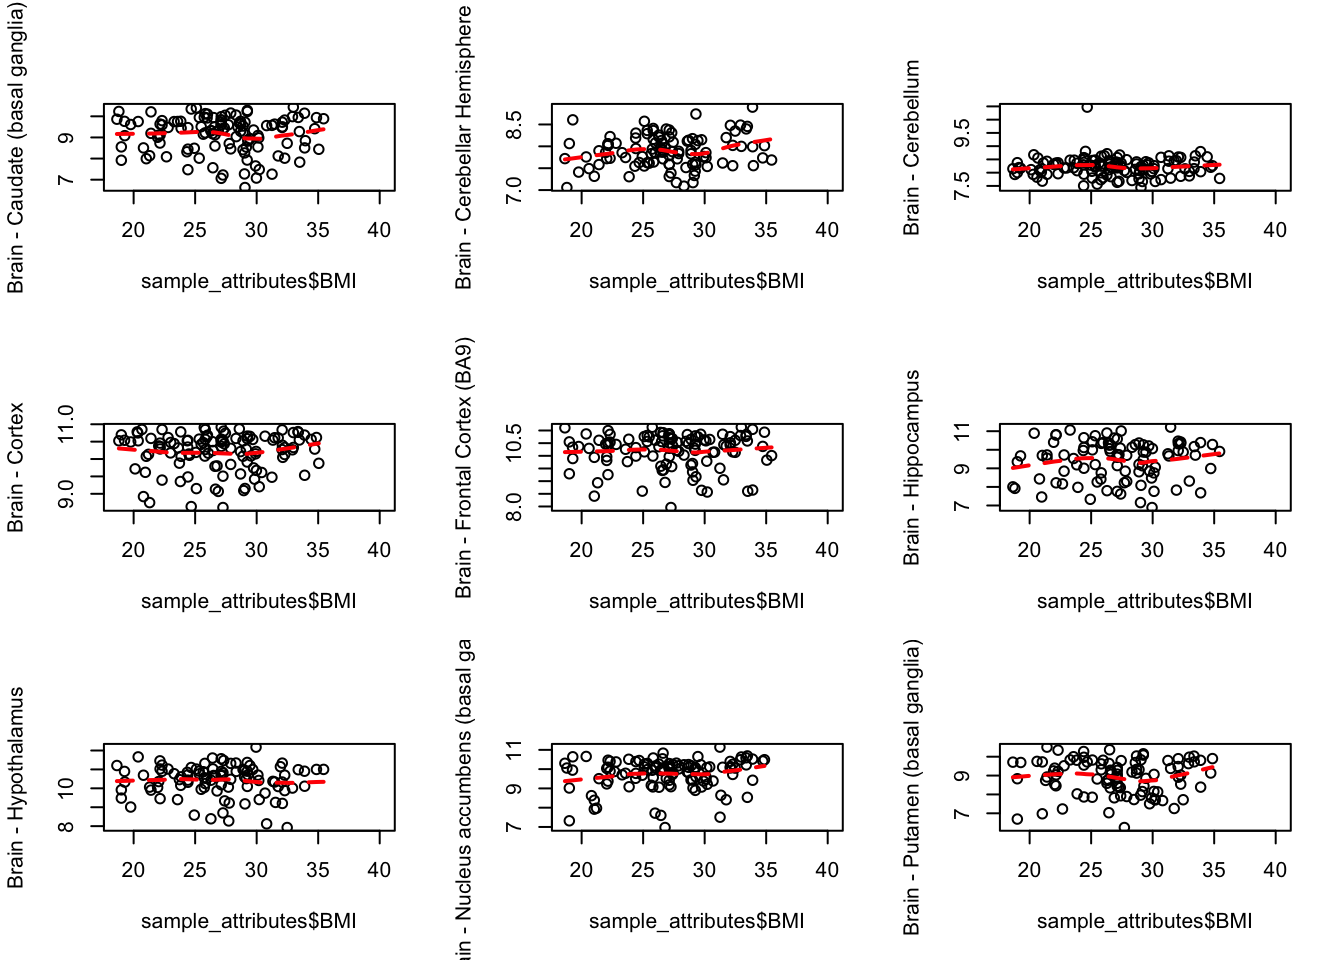 Brain - Caudate (basal ganglia)
7 9
20 25 30 35 40
sample_attributes$BMI
Brain - Cerebellar Hemisphere
7.0 8.5
20 25 30 35 40
sample_attributes$BMI
Brain - Cerebellum
7.5 9.5
20 25 30 35 40
sample_attributes$BMI
Brain - Cortex
9.0 11.0
20 25 30 35 40
sample_attributes$BMI
Brain - Frontal Cortex (BA9)
8.0 10.5
20 25 30 35 40
sample_attributes$BMI
Brain - Hippocampus
7 9 11
20 25 30 35 40
sample_attributes$BMI
Brain - Hypothalamus
8 10
20 25 30 35 40
sample_attributes$BMI
ain - Nucleus accumbens (basal ga
7 9 11
20 25 30 35 40
sample_attributes$BMI
Brain - Putamen (basal ganglia)
7 9
20 25 30 35 40
sample_attributes$BMI